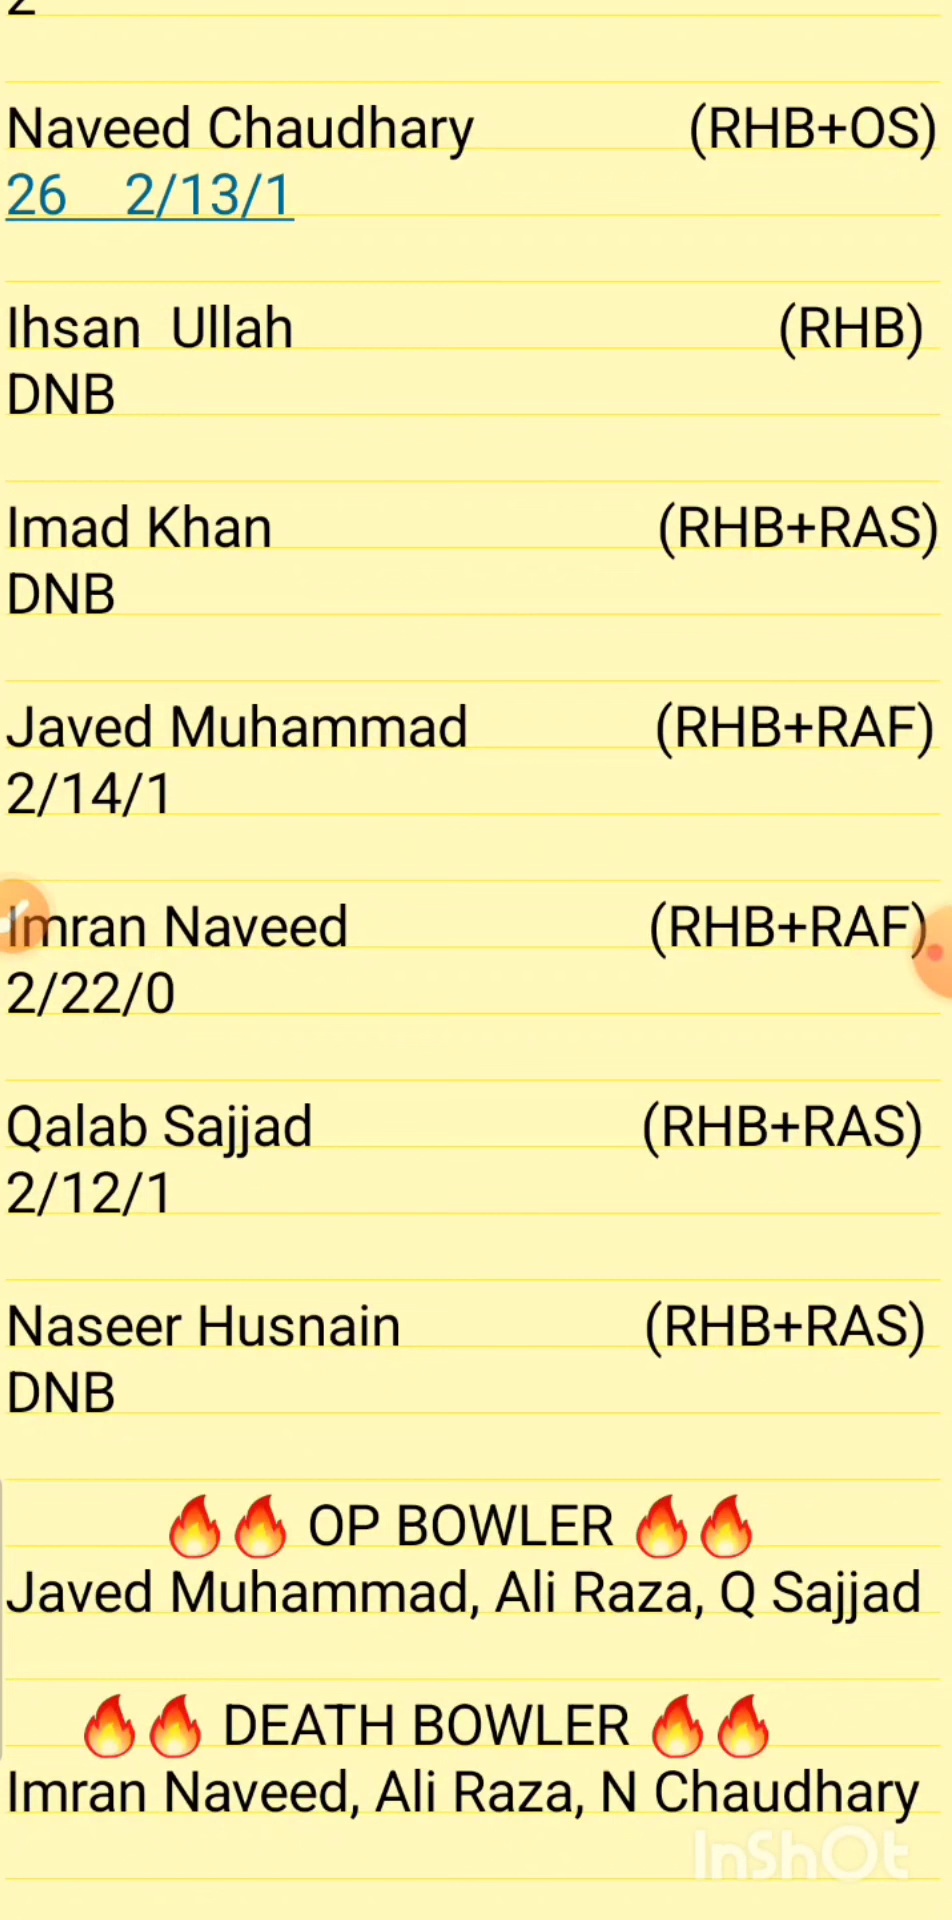 2
Naveed Chaudhary (RHB+OS)
26 2/13/1
Ihsan Ullah (RHB)
DNB
Imad Khan (RHB+RAS)
DNB
Javed Muhammad (RHB+RAF)
2/14/1
Imran Naveed (RHB+RAF)
2/22/0
Qalab Sajjad (RHB+RAS)
2/12/1
Naseer Husnain (RHB+RAS)
DNB
🔥🔥 OP BOWLER 🔥🔥
Javed Muhammad, Ali Raza, Q Sajjad
🔥🔥 DEATH BOWLER 🔥🔥
Imran Naveed, Ali Raza, N Chaudhary
InShOt